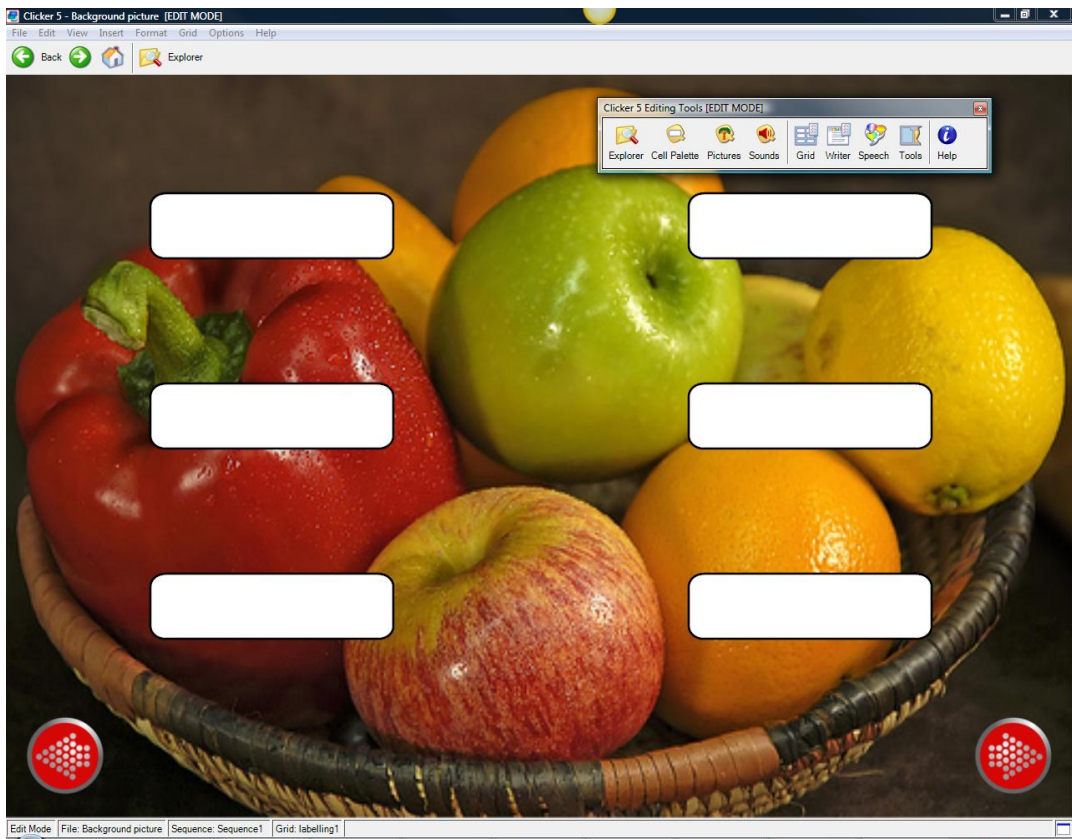 Clicker 5 - Background picture [EDIT MODE]
File Edit View Insert Format Grid Options Help
Back Explorer
Clicker 5 Editing Tools [EDIT MODE]
Explorer Cell Palette Pictures Sounds Grid Writer Speech Tools Help
Edit Mode File: Background picture Sequence: Sequence1 Grid: labelling1